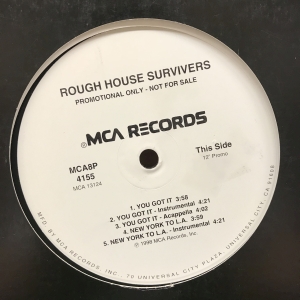 ROUGH HOUSE SURVIVERS
PROMOTIONAL ONLY - NOT FOR SALE
MCA RECORDS
MCA8P
4155
MCA 13124
This Side
12" Promo
1. YOU GOT IT 3:58
2. YOU GOT IT - Instrumental 4:21
3. YOU GOT IT - Acappella 4:02
4. NEW YORK TO L.A. 3:59
5. NEW YORK TO L.A. - Instrumental 4:21
℗ 1998 MCA Records, Inc.
MFG. BY MCA RECORDS, INC. 70 UNIVERSAL CITY PLAZA, UNIVERSAL CITY, CA 91608